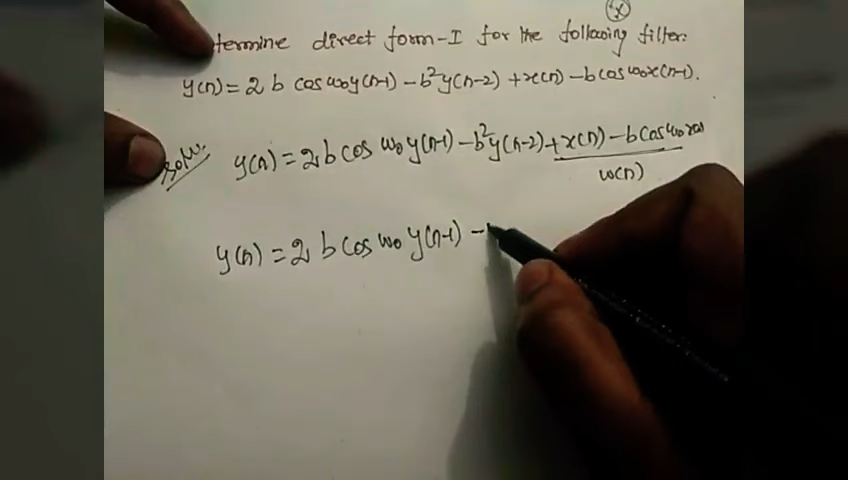 (x)
termine direct form-I for the following filter.
y(n) = 2 b cos ω₀ y(n-1) - b² y(n-2) + x(n) - b cos ω₀ x(n-1).
Soln.
y(n) = 2 b cos ω₀ y(n-1) - b² y(n-2) + x(n) - b cos ω₀ x(n
w(n)
y(n) = 2 b cos ω₀ y(n-1) -